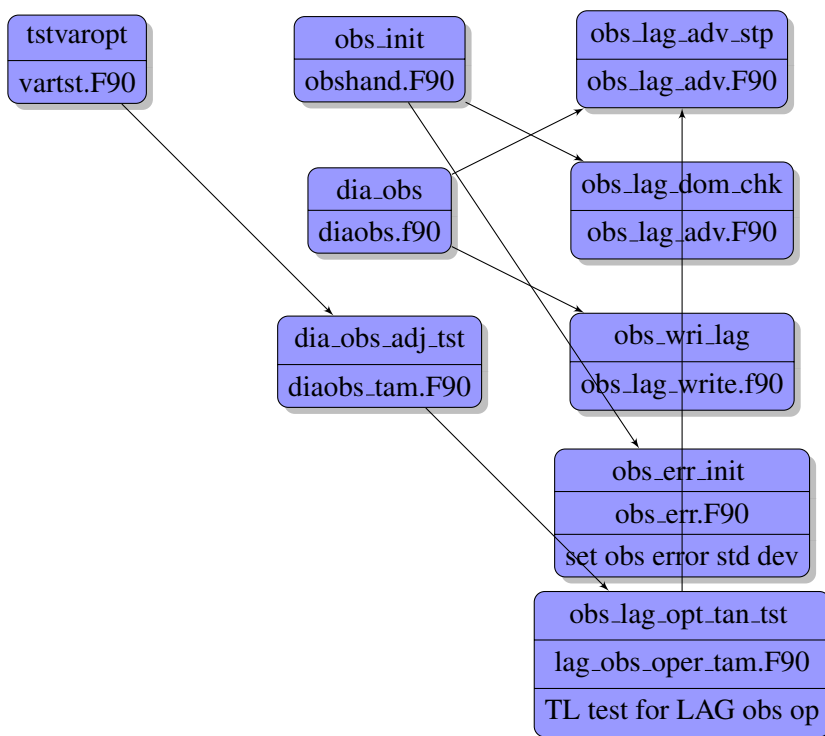 tstvaropt
vartst.F90
obs_init
obshand.F90
obs_lag_adv_stp
obs_lag_adv.F90
dia_obs
diaobs.f90
obs_lag_dom_chk
obs_lag_adv.F90
dia_obs_adj_tst
diaobs_tam.F90
obs_wri_lag
obs_lag_write.f90
obs_err_init
obs_err.F90
set obs error std dev
obs_lag_opt_tan_tst
lag_obs_oper_tam.F90
TL test for LAG obs op